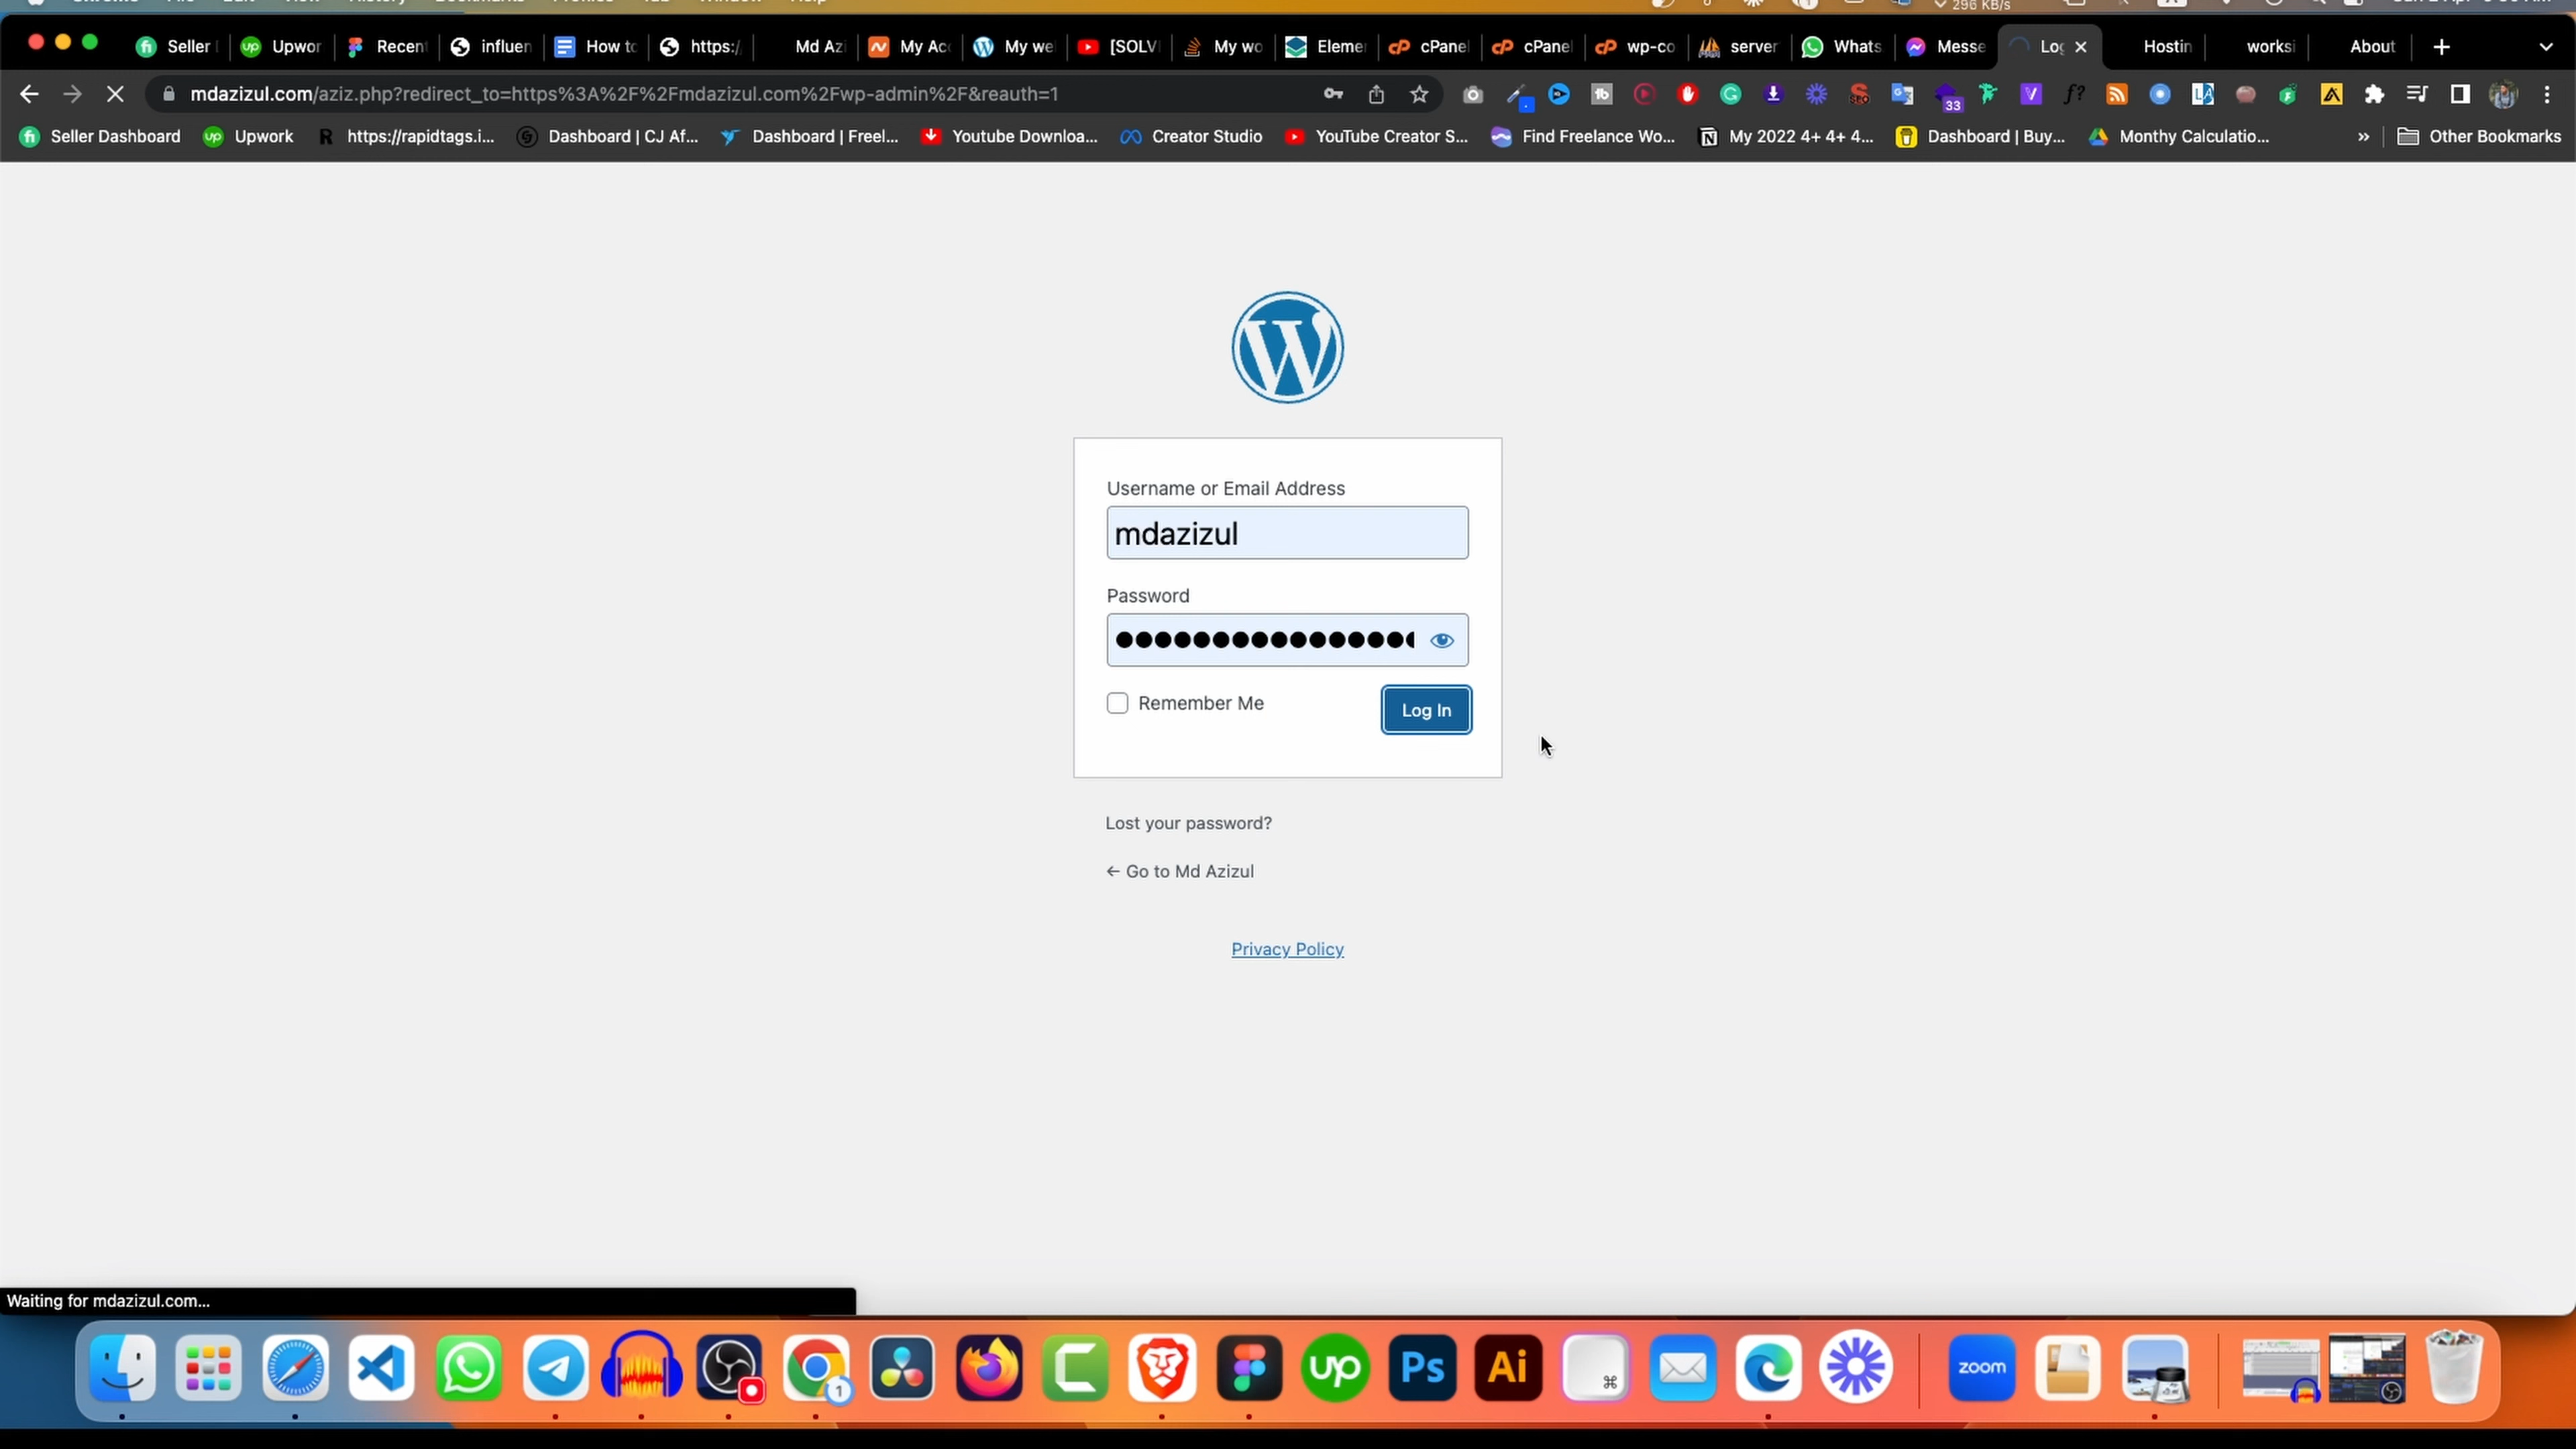 Seller
Upwor
Recent
influen
How to
https:/
Md Azi
My Acc
My we
[SOLV
My wo
Eleme
cPanel
cPanel
wp-co
server
Whats
Messe
Log
Hostin
worksi
About
mdazizul.com/aziz.php?redirect_to=https%3A%2F%2Fmdazizul.com%2Fwp-admin%2F&reauth=1
33
Seller Dashboard
Upwork
https://rapidtags.i...
Dashboard | CJ Af...
Dashboard | Freel...
Youtube Downloa...
Creator Studio
YouTube Creator S...
Find Freelance Wo...
My 2022 4+ 4+ 4...
Dashboard | Buy...
Monthy Calculatio...
»
Other Bookmarks
Username or Email Address
mdazizul
Password
Remember Me
Log In
Lost your password?
← Go to Md Azizul
Privacy Policy
Waiting for mdazizul.com...
1
up
Ps
Ai
zoom